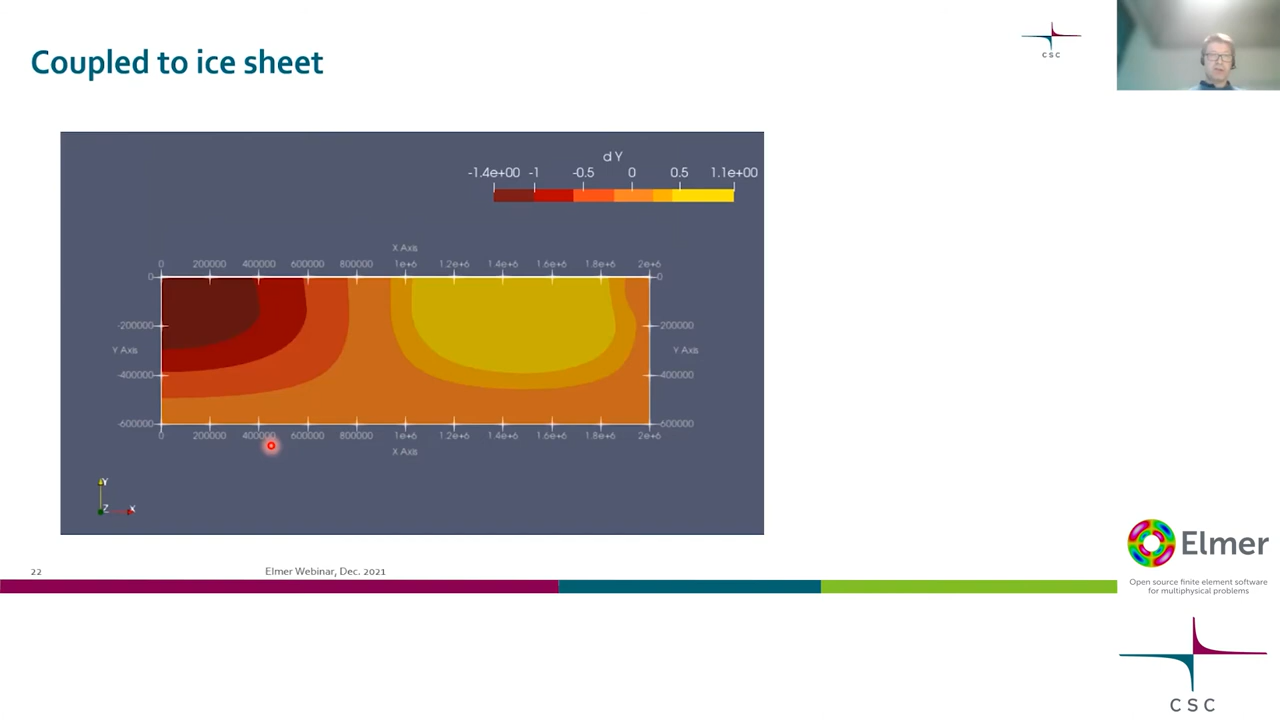 Coupled to ice sheet
CSC
d Y
-1.4e+00 -1 -0.5 0 0.5 1.1e+00
X Axis
0 200000 400000 600000 800000 1e+6 1.2e+6 1.4e+6 1.6e+6 1.8e+6 2e+6
0 0
-200000 -200000
Y Axis Y Axis
-400000 -400000
-600000 -600000
0 200000 400000 600000 800000 1e+6 1.2e+6 1.4e+6 1.6e+6 1.8e+6 2e+6
X Axis
Y
Z X
Elmer
22 Elmer Webinar, Dec. 2021
Open source finite element software
for multiphysical problems
CSC